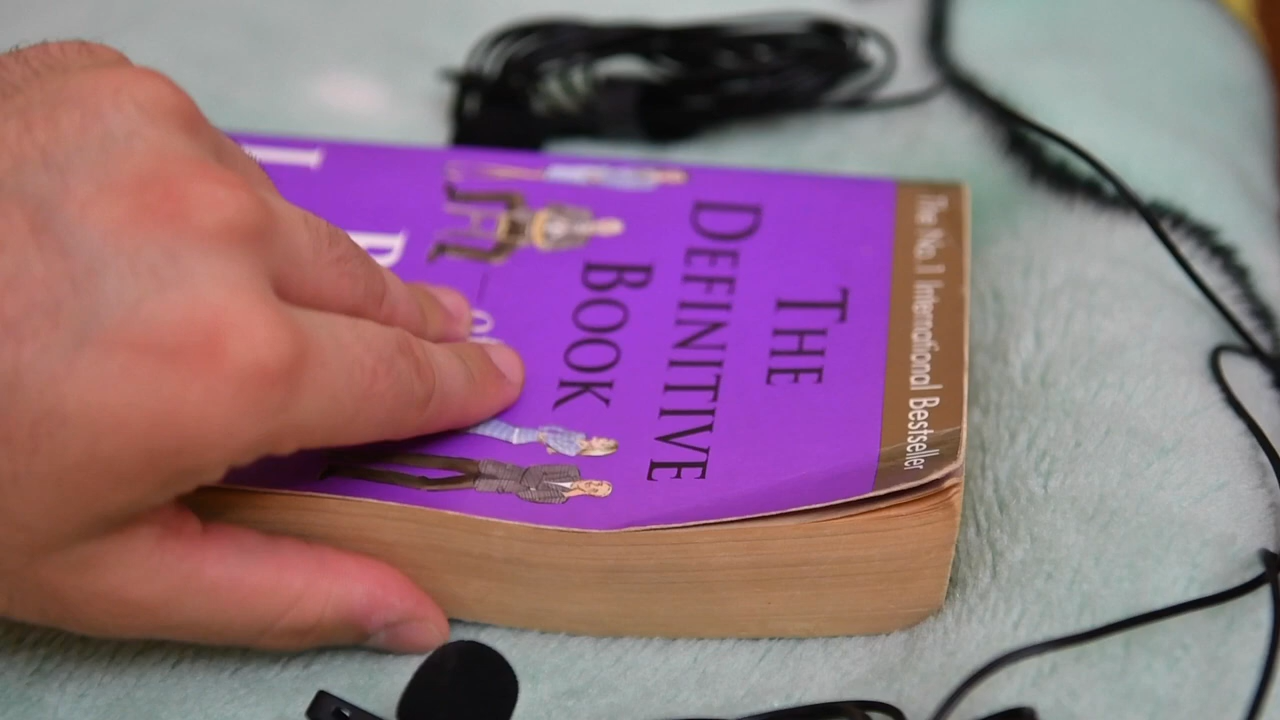 The No.1 International Bestseller
THE
DEFINITIVE
BOOK